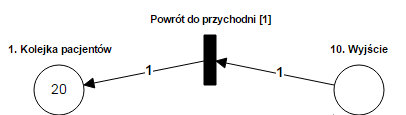 Powrót do przychodni [1]
1. Kolejka pacjentów
10. Wyjście
1
1
20